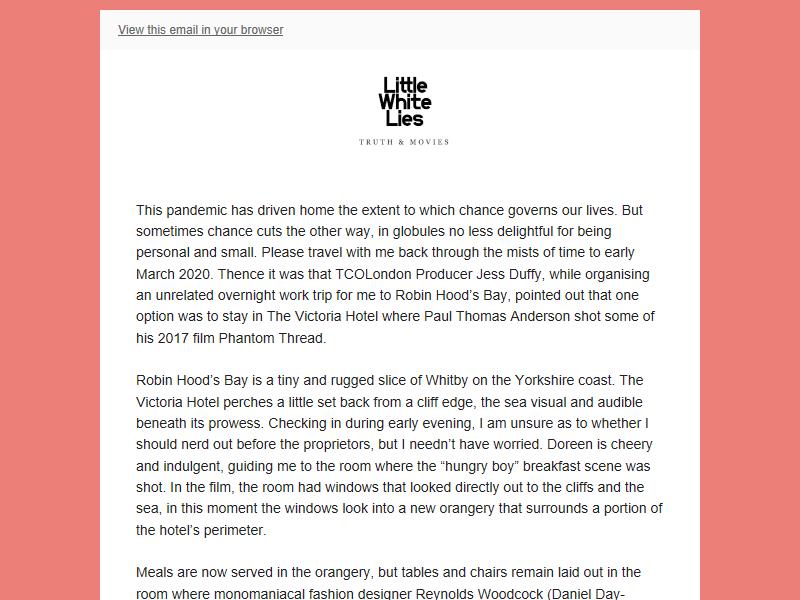 View this email in your browser
Little
White
Lies
TRUTH & MOVIES
This pandemic has driven home the extent to which chance governs our lives. But
sometimes chance cuts the other way, in globules no less delightful for being
personal and small. Please travel with me back through the mists of time to early
March 2020. Thence it was that TCOLondon Producer Jess Duffy, while organising
an unrelated overnight work trip for me to Robin Hood’s Bay, pointed out that one
option was to stay in The Victoria Hotel where Paul Thomas Anderson shot some of
his 2017 film Phantom Thread.
Robin Hood’s Bay is a tiny and rugged slice of Whitby on the Yorkshire coast. The
Victoria Hotel perches a little set back from a cliff edge, the sea visual and audible
beneath its prowess. Checking in during early evening, I am unsure as to whether I
should nerd out before the proprietors, but I needn’t have worried. Doreen is cheery
and indulgent, guiding me to the room where the “hungry boy” breakfast scene was
shot. In the film, the room had windows that looked directly out to the cliffs and the
sea, in this moment the windows look into a new orangery that surrounds a portion of
the hotel’s perimeter.
Meals are now served in the orangery, but tables and chairs remain laid out in the
room where monomaniacal fashion designer Reynolds Woodcock (Daniel Day-